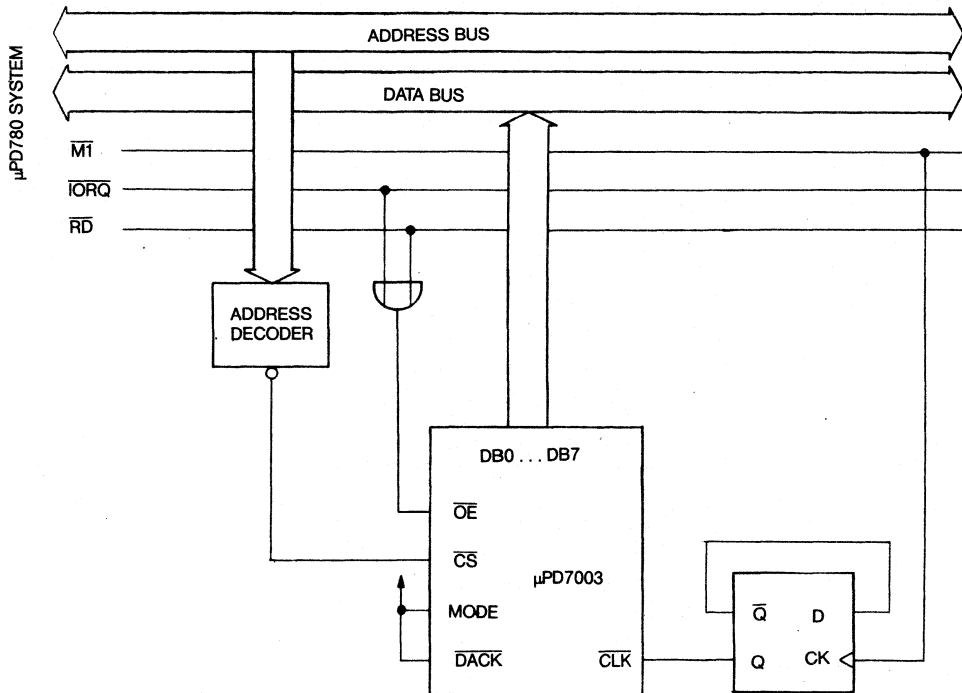 ADDRESS BUS
DATA BUS
µPD780 SYSTEM
M1
IORQ
RD
ADDRESS
DECODER
DB0 . . . DB7
OE
CS
µPD7003
MODE
DACK
CLK
Q
D
Q
CK